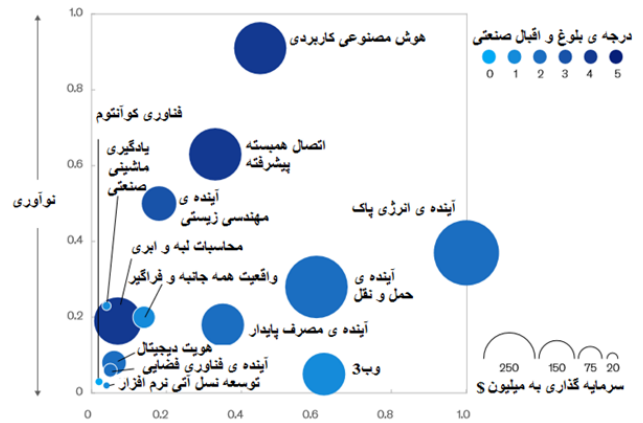 هوش مصنوعی کاربردی
درجه ی بلوغ و اقبال صنعتی
0 1 2 3 4 5
فناوری کوآنتوم
یادگیری
ماشینی
صنعتی
اتصال همبسته
پیشرفته
آینده ی
مهندسی زیستی
آینده ی انرژی پاک
نوآوری
محاسبات لبه و ابری
واقعیت همه جانبه و فراگیر
آینده ی
حمل و نقل
آینده ی مصرف پایدار
هویت دیجیتال
آینده ی فناوری فضایی
توسعه نسل آتی نرم افزار
وب3
250 150 75 20
سرمایه گذاری به میلیون $
1.0
0.8
0.6
0.4
0.2
0
0 0.2 0.4 0.6 0.8 1.0